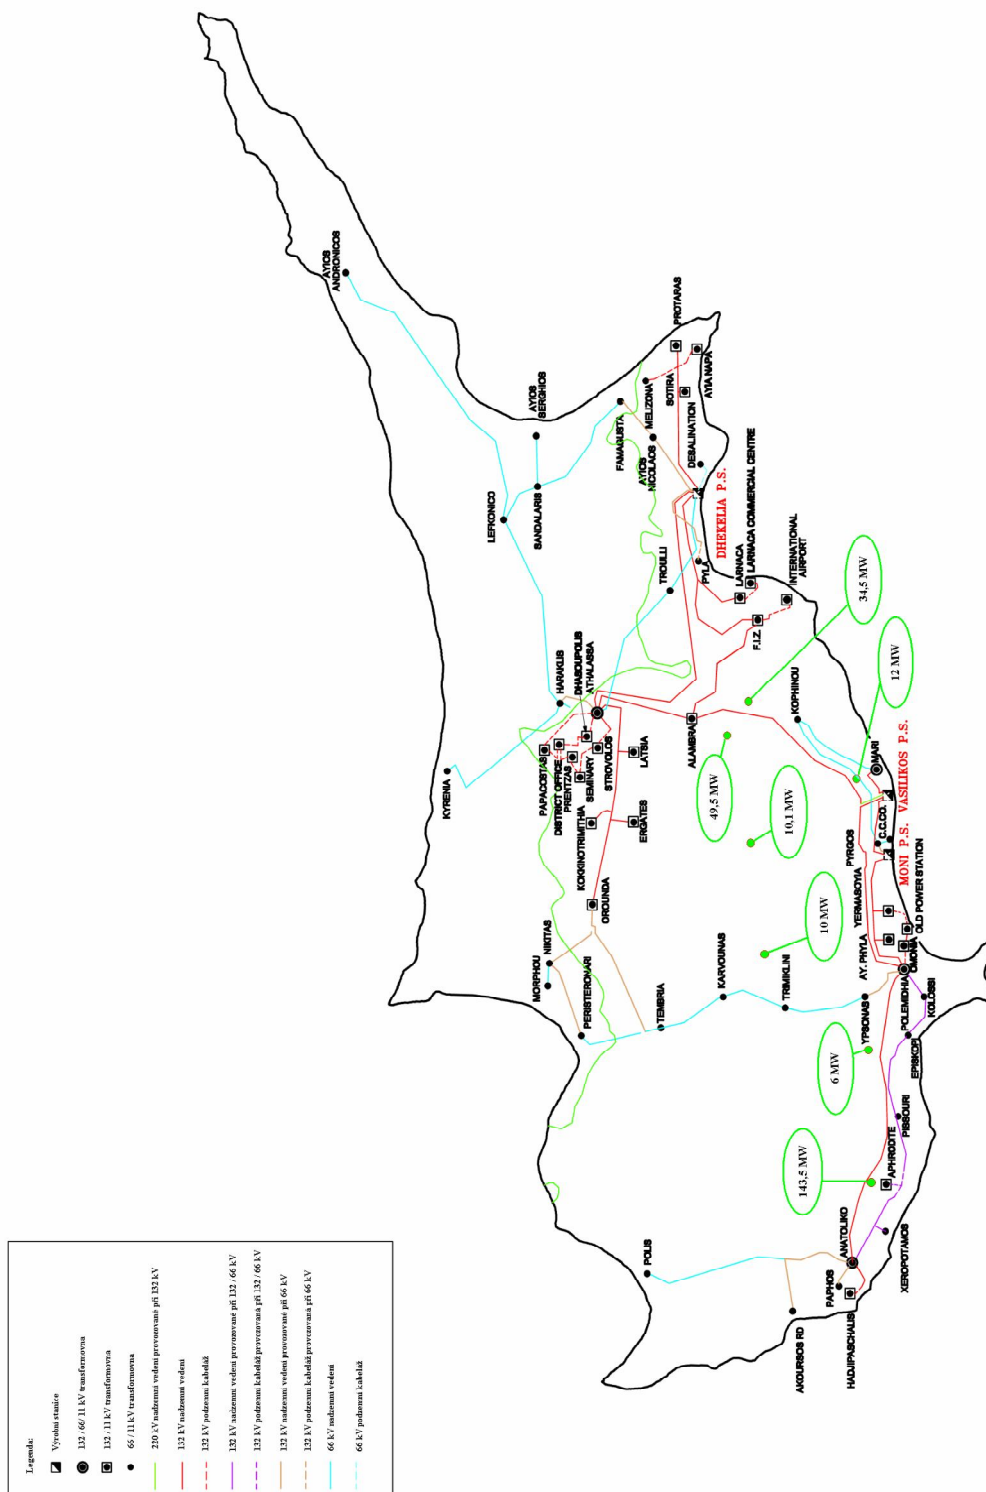 Legenda:
Výrobní stanice
132 / 66/ 11 kV transformovna
132 / 11 kV transformovna
66 / 11 kV transformovna
220 kV nadzemní vedení provozované při 132 kV
132 kV nadzemní vedení
132 kV podzemní kabeláž
132 kV nadzemní vedení provozované při 132 / 66 kV
132 kV podzemní kabeláž provozovaná při 132 / 66 kV
132 kV nadzemní vedení provozované při 66 kV
132 kV podzemní kabeláž provozovaná při 66 kV
66 kV nadzemní vedení
66 kV podzemní kabeláž
AYIOS
ANDRONICOS
KYRENIA
LEFKONICO
AYIOS
SERGHIOS
SANDALARIS
FAMAGUSTA
MELIZONA
AYIOS
NICOLAOS
SOTIRA
PROTARAS
AYIA NAPA
DESALINATION
DHEKELIA P.S.
TROULLI
PYLA
LARNACA
LARNACA COMMERCIAL CENTRE
INTERNATIONAL
AIRPORT
F.I.Z.
HARAKLIS
DHASOUPOLIS
ATHALASSA
PAPACOSTAS
DISTRICT OFFICE
PRENTZAS
SEMINARY
STROVOLOS
LATSIA
ALAMBRA
KOKKINOTRIMITHIA
ERGATES
OROUNDA
MORPHOU
NIKITAS
PERISTERONARI
TEMBRIA
KARVOUNAS
TRIMIKLINI
YPSONAS
KOPHINOU
MARI
VASILIKOS P.S.
MONI P.S.
C.C.CO.
PYRGOS
YERMASOYIA
OLD POWER STATION
AY. PHYLA
OMONIA
POLEMIDHIA
KOLOSSI
EPISKOPI
PISSOURI
APHRODITE
XEROPOTAMOS
ANATOLIKO
PAPHOS
HADJIPASCHALIS
AKOURSOS RD
POLIS
34,5 MW
12 MW
49,5 MW
10,1 MW
10 MW
6 MW
143,5 MW